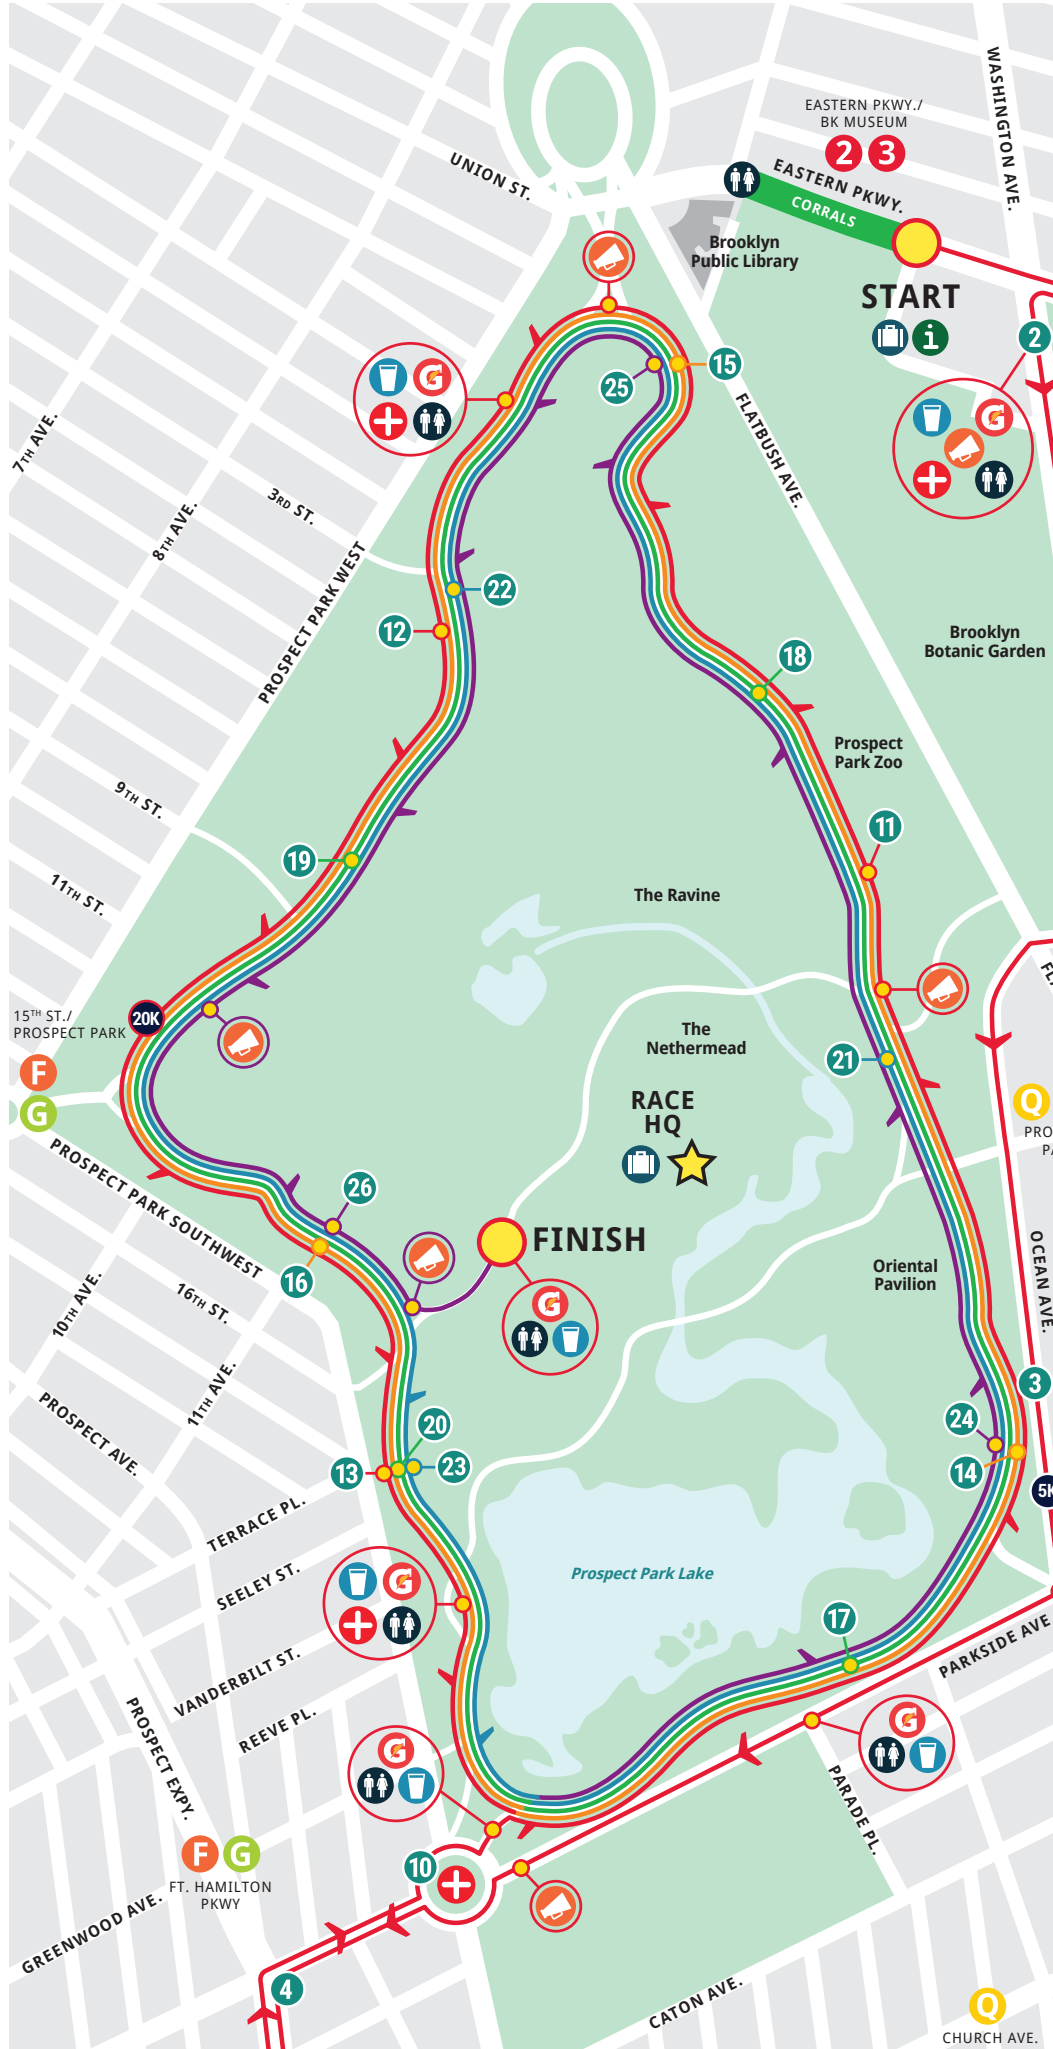 WASHINGTON AVE.
EASTERN PKWY./
BK MUSEUM
2 3
UNION ST.
EASTERN PKWY.
CORRALS
Brooklyn
Public Library
START
i
2
15
25
G
G
7TH AVE.
FLATBUSH AVE.
3RD ST.
8TH AVE.
PROSPECT PARK WEST
22
12
Brooklyn
Botanic Garden
18
Prospect
Park Zoo
9TH ST.
11
19
11TH ST.
The Ravine
15TH ST./
PROSPECT PARK
20K
F
G
The
Nethermead
21
RACE
HQ
Q
PROSPECT PARK SOUTHWEST
26
FINISH
16
G
16TH ST.
10TH AVE.
Oriental
Pavilion
OCEAN AVE.
11TH AVE.
PROSPECT AVE.
3
20
24
23
13
14
TERRACE PL.
SEELEY ST.
G
Prospect Park Lake
17
VANDERBILT ST.
PARKSIDE AVE
REEVE PL.
PROSPECT EXPY.
G
G
PARADE PL.
F G
FT. HAMILTON
PKWY
10
GREENWOOD AVE.
4
CATON AVE.
Q
CHURCH AVE.